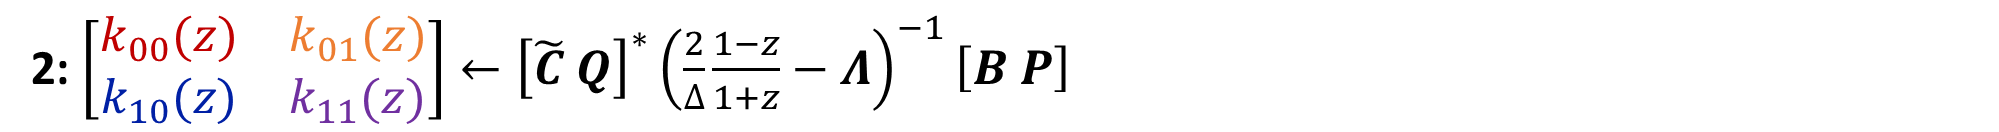 2: [k₀₀(z) k₀₁(z) k₁₀(z) k₁₁(z)] ← [C̃ Q]* (2/Δ 1−z/1+z − Λ)⁻¹ [B P]